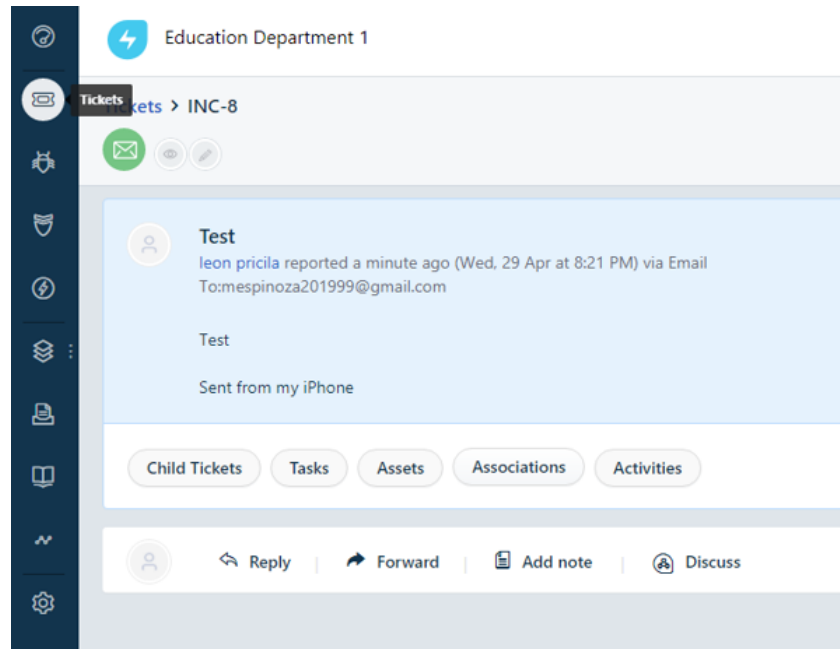 Education Department 1
Tickets
Tickets > INC-8
Test
leon pricila reported a minute ago (Wed, 29 Apr at 8:21 PM) via Email
To:mespinoza201999@gmail.com
Test
Sent from my iPhone
Child Tickets Tasks Assets Associations Activities
Reply Forward Add note Discuss